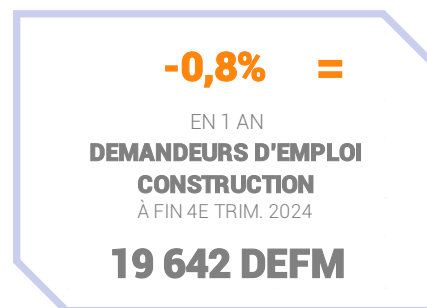 -0,8% =
EN 1 AN
DEMANDEURS D'EMPLOI
CONSTRUCTION
À FIN 4E TRIM. 2024
19 642 DEFM